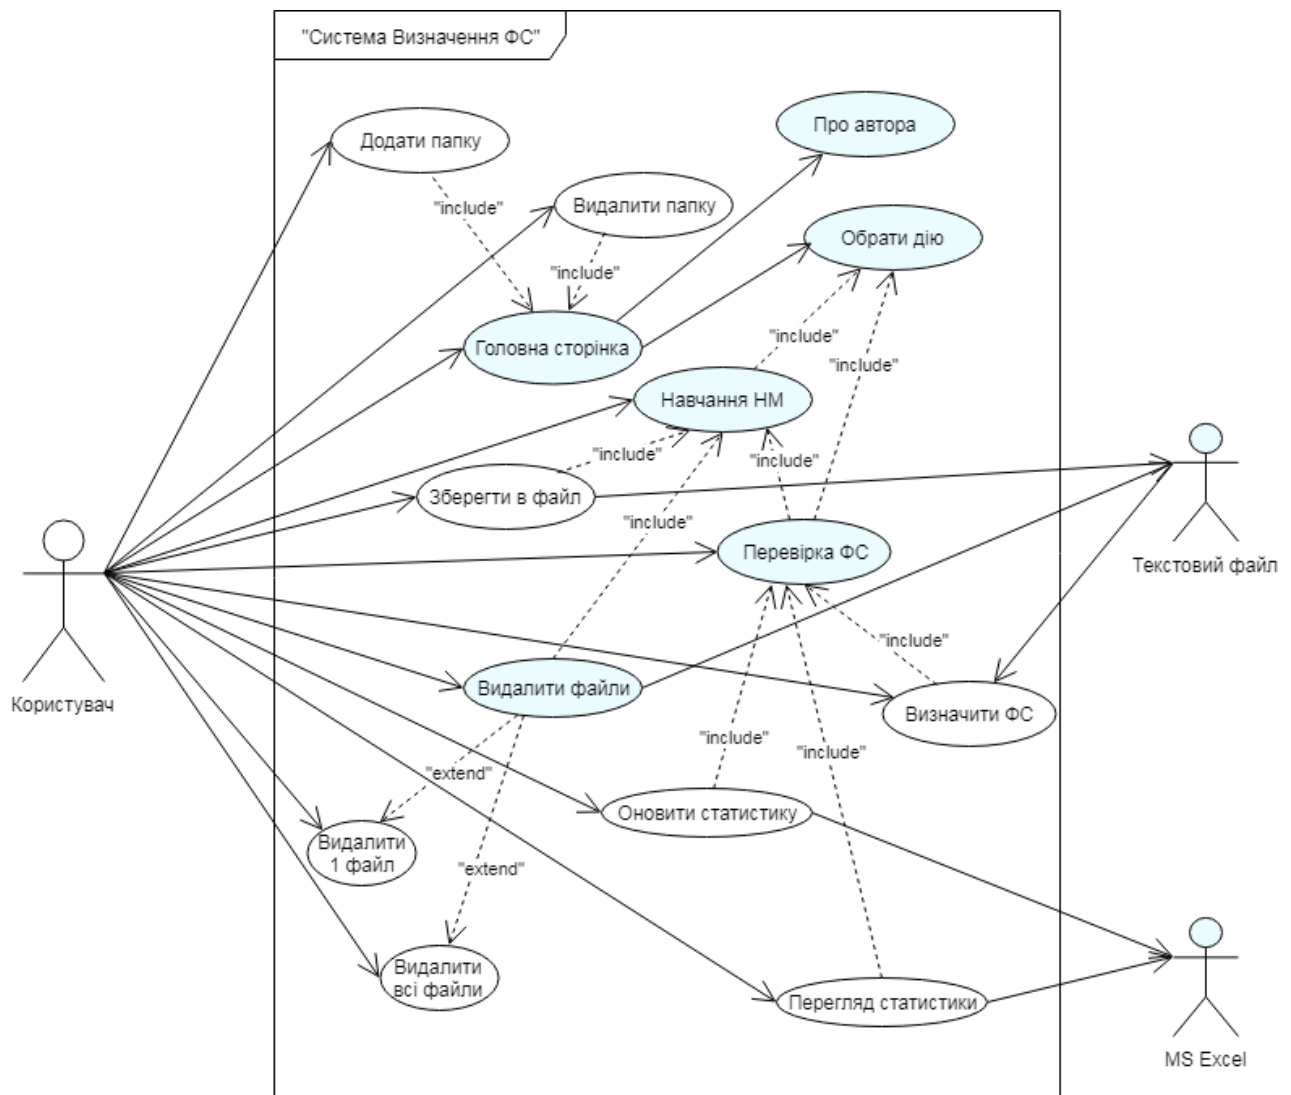 "Система Визначення ФС"
Про автора
Додати папку
"include"
Видалити папку
Обрати дію
"include"
"include"
Головна сторінка
"include"
Навчання НМ
"include"
"include"
Зберегти в файл
"include"
Перевірка ФС
Текстовий файл
"include"
Видалити файли
Користувач
Визначити ФС
"include"
"include"
"extend"
Оновити статистику
Видалити
1 файл
"extend"
Видалити
всі файли
Перегляд статистики
MS Excel